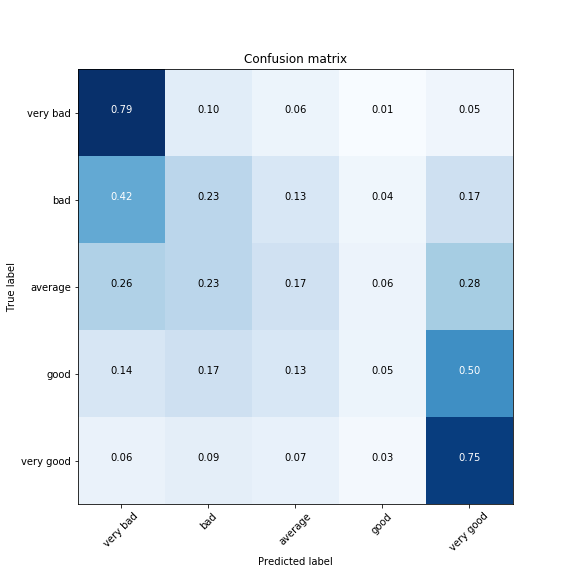 Confusion matrix
True label
very bad 0.79 0.10 0.06 0.01 0.05
bad 0.42 0.23 0.13 0.04 0.17
average 0.26 0.23 0.17 0.06 0.28
good 0.14 0.17 0.13 0.05 0.50
very good 0.06 0.09 0.07 0.03 0.75
very bad bad average good very good
Predicted label